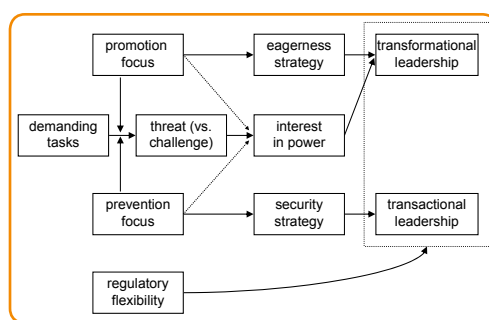 promotion
focus
eagerness
strategy
transformational
leadership
demanding
tasks
threat (vs.
challenge)
interest
in power
prevention
focus
security
strategy
transactional
leadership
regulatory
flexibility